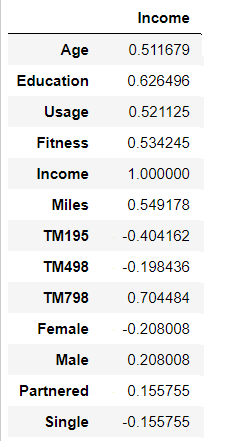 Income
Age 0.511679
Education 0.626496
Usage 0.521125
Fitness 0.534245
Income 1.000000
Miles 0.549178
TM195 -0.404162
TM498 -0.198436
TM798 0.704484
Female -0.208008
Male 0.208008
Partnered 0.155755
Single -0.155755